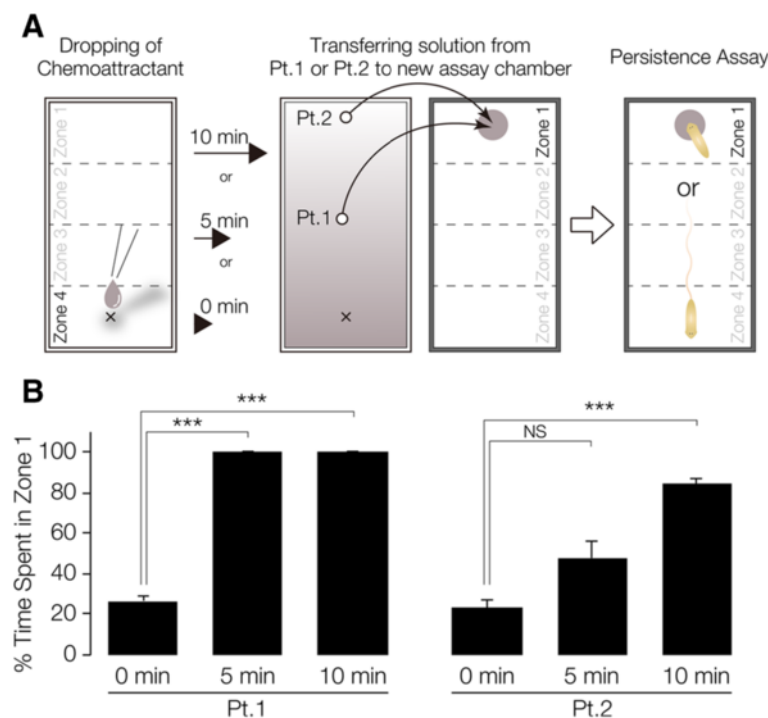 A
Dropping of
Chemoattractant
Transferring solution from
Pt.1 or Pt.2 to new assay chamber
Persistence Assay
Zone 1
Zone 2
Zone 3
Zone 4
10 min
or
5 min
or
0 min
Pt.2
Pt.1
×
×
Zone 1
Zone 2
Zone 3
Zone 4
Zone 1
Zone 2
Zone 3
Zone 4
or
B
% Time Spent in Zone 1
100
80
60
40
20
0
***
***
***
NS
0 min
5 min
10 min
0 min
5 min
10 min
Pt.1
Pt.2